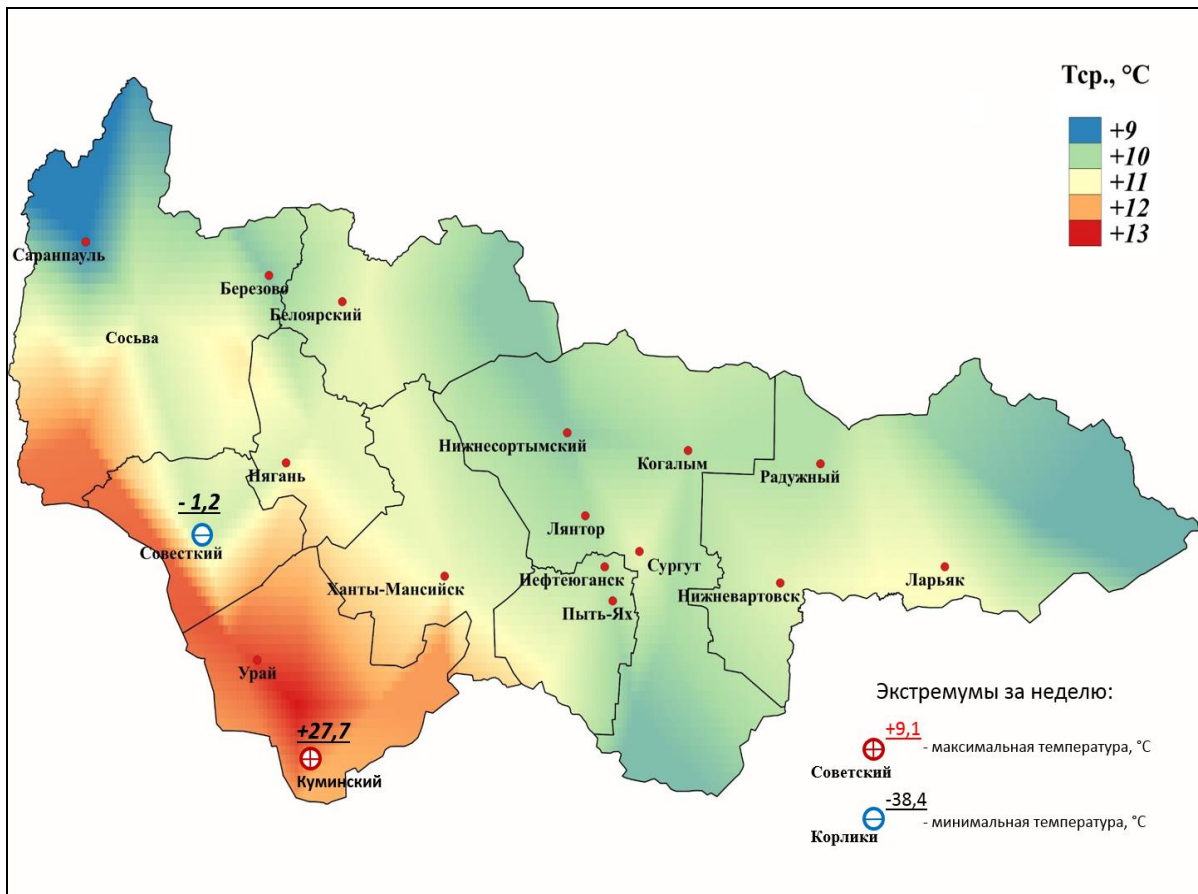 Тср., °С
+9
+10
+11
+12
+13
Саранпауль
Березово
Белоярский
Сосьва
Нижнесортымский
Когалым
Радужный
Нягань
- 1,2
Совесткий
Лянтор
Сургут
Нефтеюганск
Ханты-Мансийск
Пыть-Ях
Нижневартовск
Ларьяк
Урай
+27,7
Куминский
Экстремумы за неделю:
+9,1
- максимальная температура, °С
Советский
-38,4
- минимальная температура, °С
Корлики